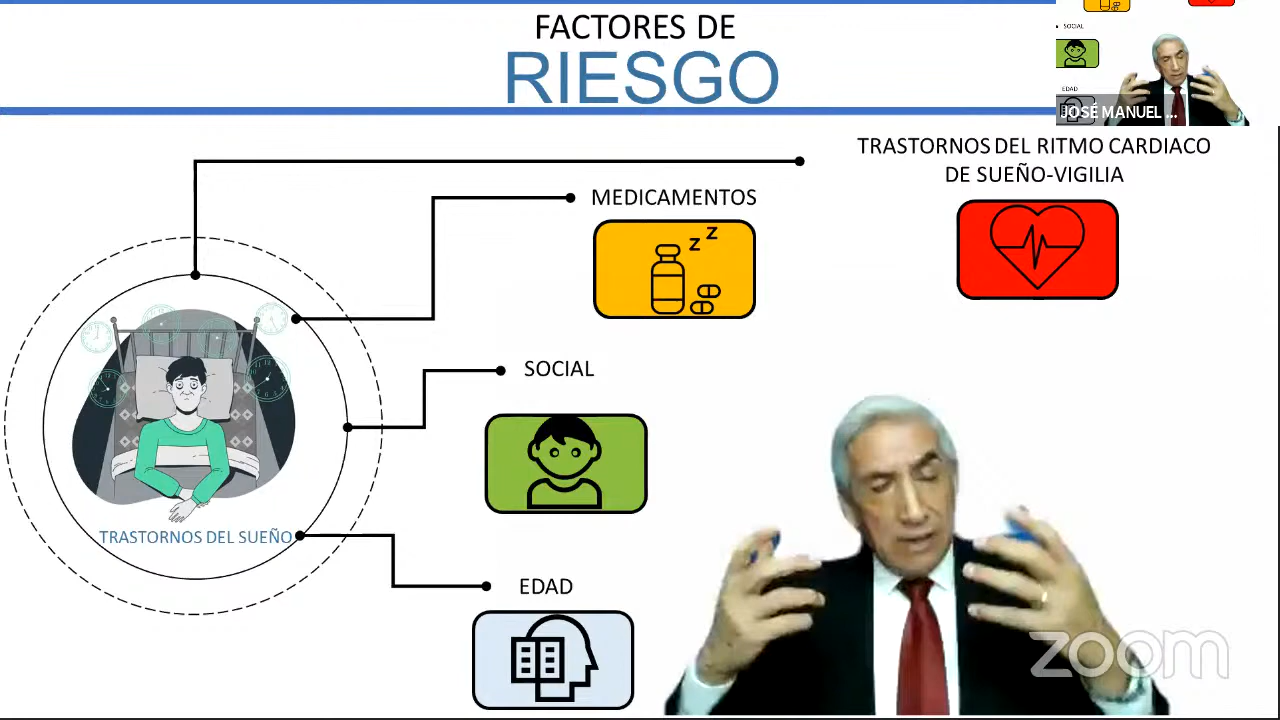 FACTORES DE
RIESGO
SOCIAL
EDAD
JOSÉ MANUEL ...
TRASTORNOS DEL RITMO CARDIACO
DE SUEÑO-VIGILIA
MEDICAMENTOS
z z
SOCIAL
TRASTORNOS DEL SUEÑO
EDAD
zoom